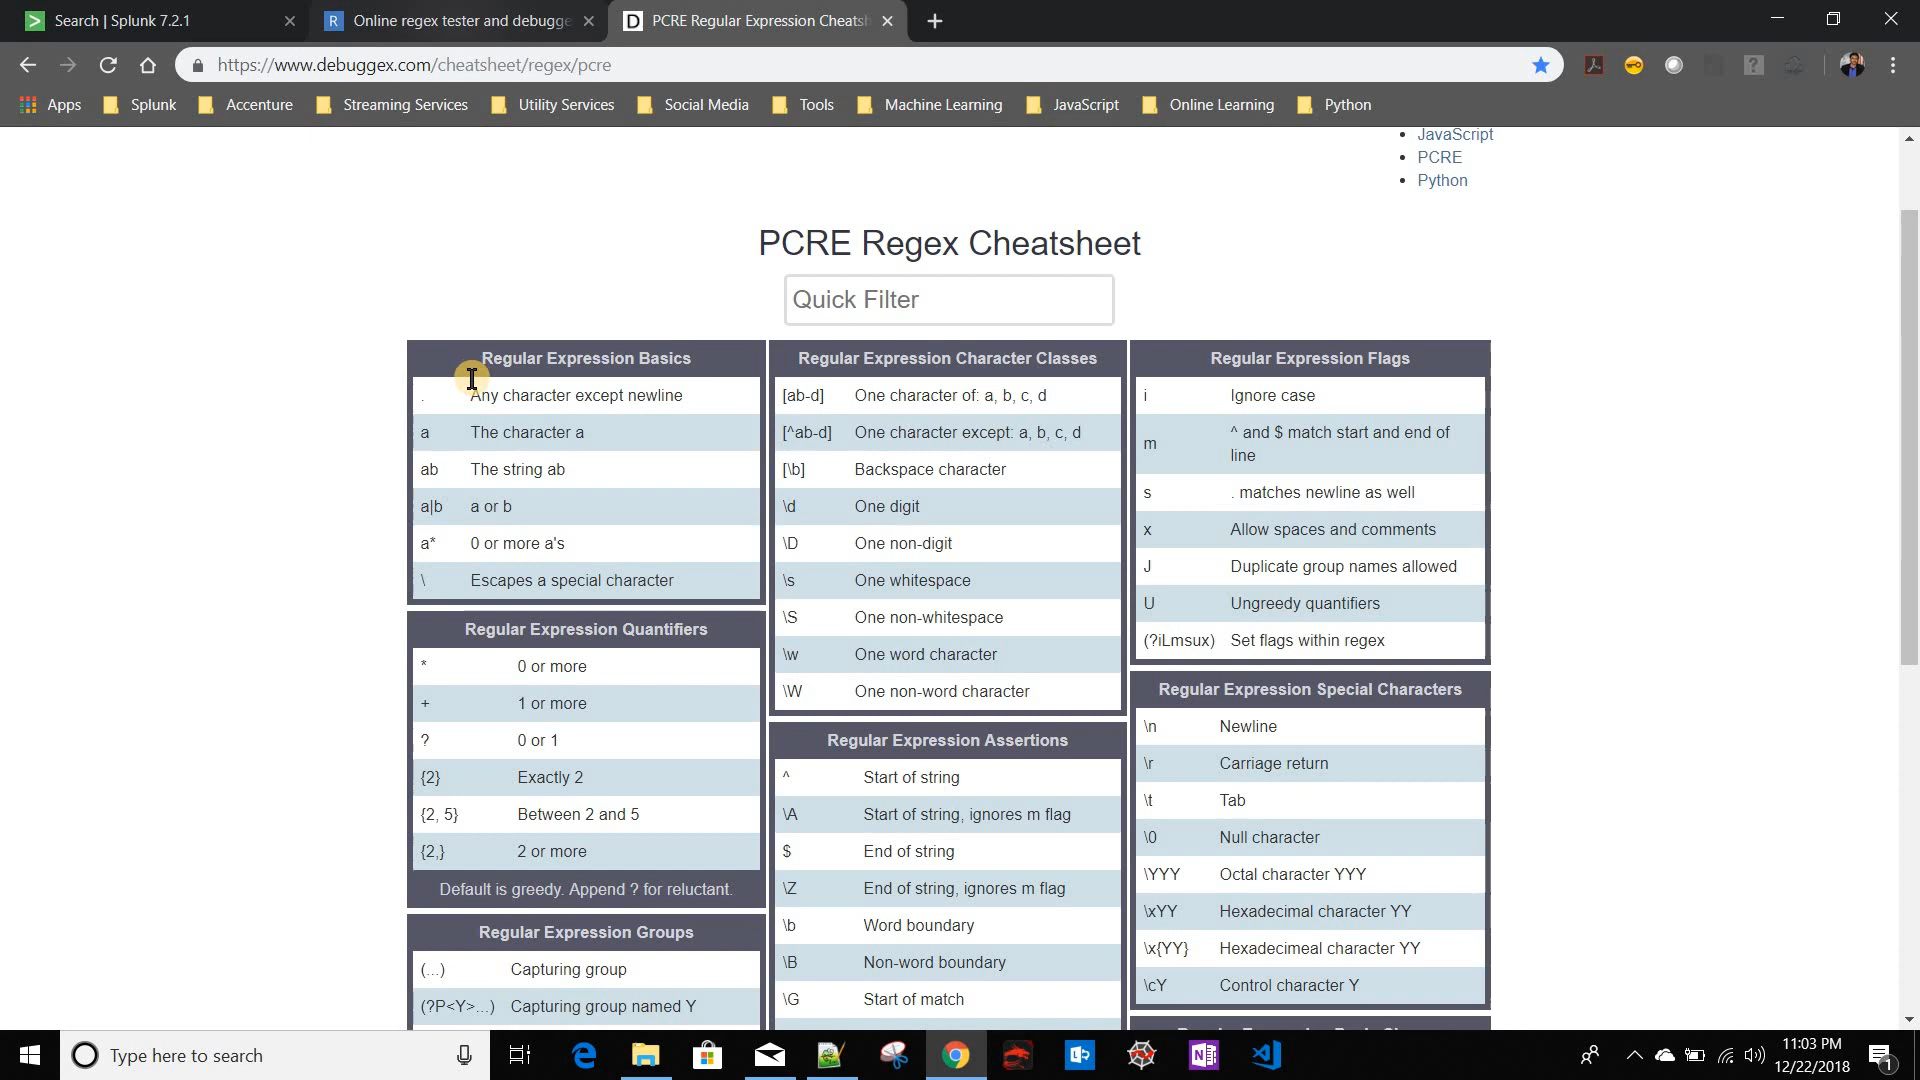 Search | Splunk 7.2.1
Online regex tester and debugge
PCRE Regular Expression Cheatsh
https://www.debuggex.com/cheatsheet/regex/pcre
Apps
Splunk
Accenture
Streaming Services
Utility Services
Social Media
Tools
Machine Learning
JavaScript
Online Learning
Python
JavaScript
PCRE
Python
PCRE Regex Cheatsheet
Quick Filter
Regular Expression Basics
. Any character except newline
a The character a
ab The string ab
a|b a or b
a* 0 or more a's
\ Escapes a special character
Regular Expression Quantifiers
* 0 or more
+ 1 or more
? 0 or 1
{2} Exactly 2
{2, 5} Between 2 and 5
{2,} 2 or more
Default is greedy. Append ? for reluctant.
Regular Expression Groups
(...) Capturing group
(?P<Y>...) Capturing group named Y
Regular Expression Character Classes
[ab-d] One character of: a, b, c, d
[^ab-d] One character except: a, b, c, d
[\b] Backspace character
\d One digit
\D One non-digit
\s One whitespace
\S One non-whitespace
\w One word character
\W One non-word character
Regular Expression Assertions
^ Start of string
\A Start of string, ignores m flag
$ End of string
\Z End of string, ignores m flag
\b Word boundary
\B Non-word boundary
\G Start of match
Regular Expression Flags
i Ignore case
m ^ and $ match start and end of
line
s . matches newline as well
x Allow spaces and comments
J Duplicate group names allowed
U Ungreedy quantifiers
(?iLmsux) Set flags within regex
Regular Expression Special Characters
\n Newline
\r Carriage return
\t Tab
\0 Null character
\YYY Octal character YYY
\xYY Hexadecimal character YY
\x{YY} Hexadecimeal character YY
\cY Control character Y
Type here to search
11:03 PM
12/22/2018
1